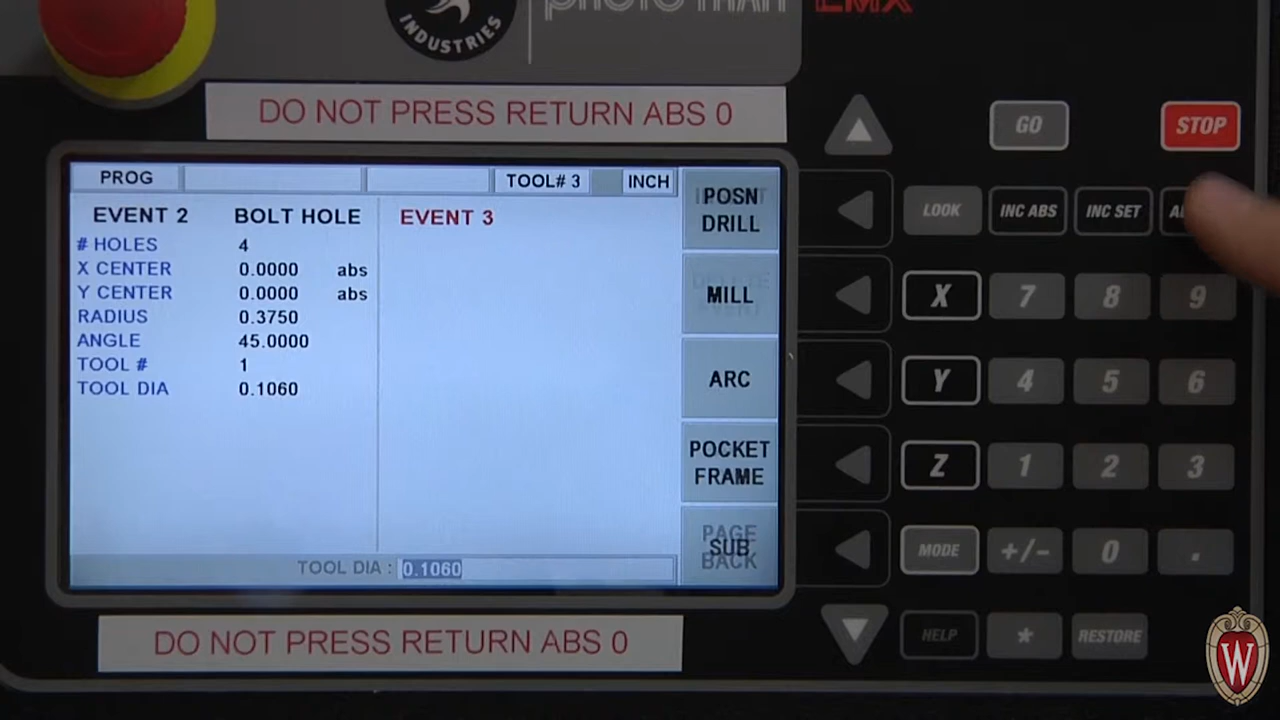 INDUSTRIES
DO NOT PRESS RETURN ABS 0
PROG TOOL# 3 INCH
EVENT 2 BOLT HOLE EVENT 3
# HOLES 4
X CENTER 0.0000 abs
Y CENTER 0.0000 abs
RADIUS 0.3750
ANGLE 45.0000
TOOL # 1
TOOL DIA 0.1060
TOOL DIA : 0.1060
POSN
DRILL
MILL
ARC
POCKET
FRAME
PAGE
SUB
BACK
GO STOP
LOOK INC ABS INC SET
X 7 8 9
Y 4 5 6
Z 1 2 3
MODE +/- 0 .
HELP * RESTORE
DO NOT PRESS RETURN ABS 0
W